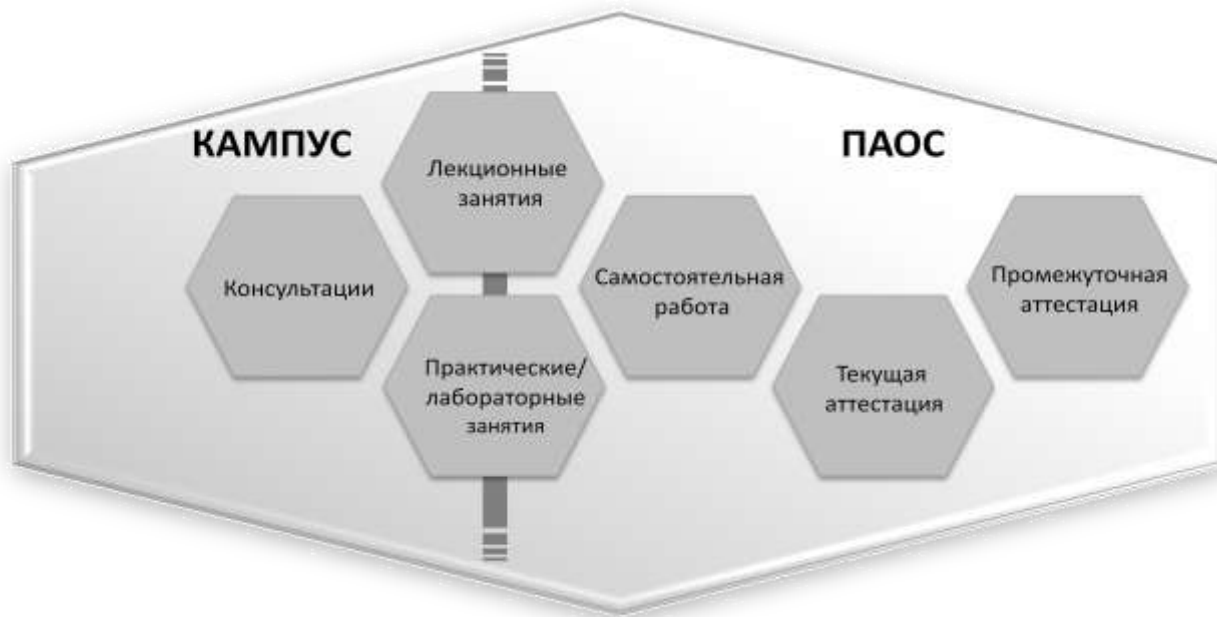 КАМПУС
ПАОС
Лекционные
занятия
Консультации
Практические/
лабораторные
занятия
Самостоятельная
работа
Текущая
аттестация
Промежуточная
аттестация